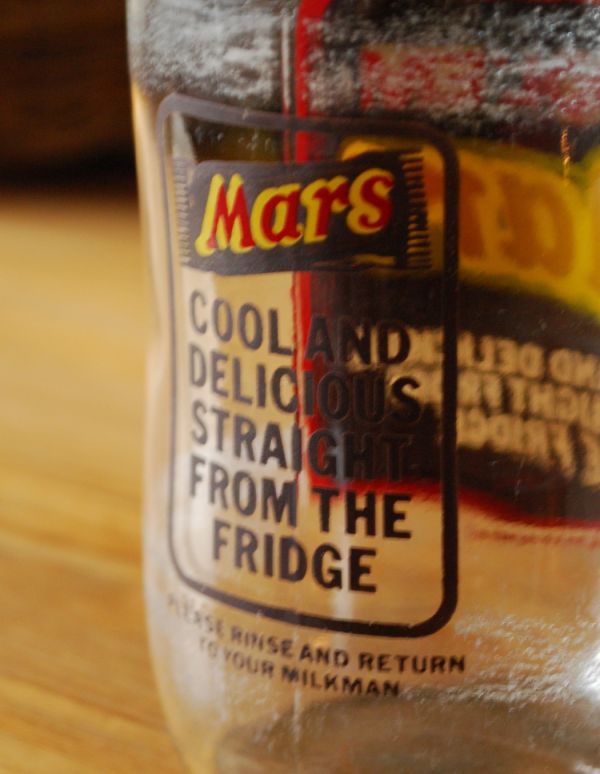 Mars
COOL AND
DELICIOUS
STRAIGHT
FROM THE
FRIDGE
PLEASE RINSE AND RETURN
TO YOUR MILKMAN